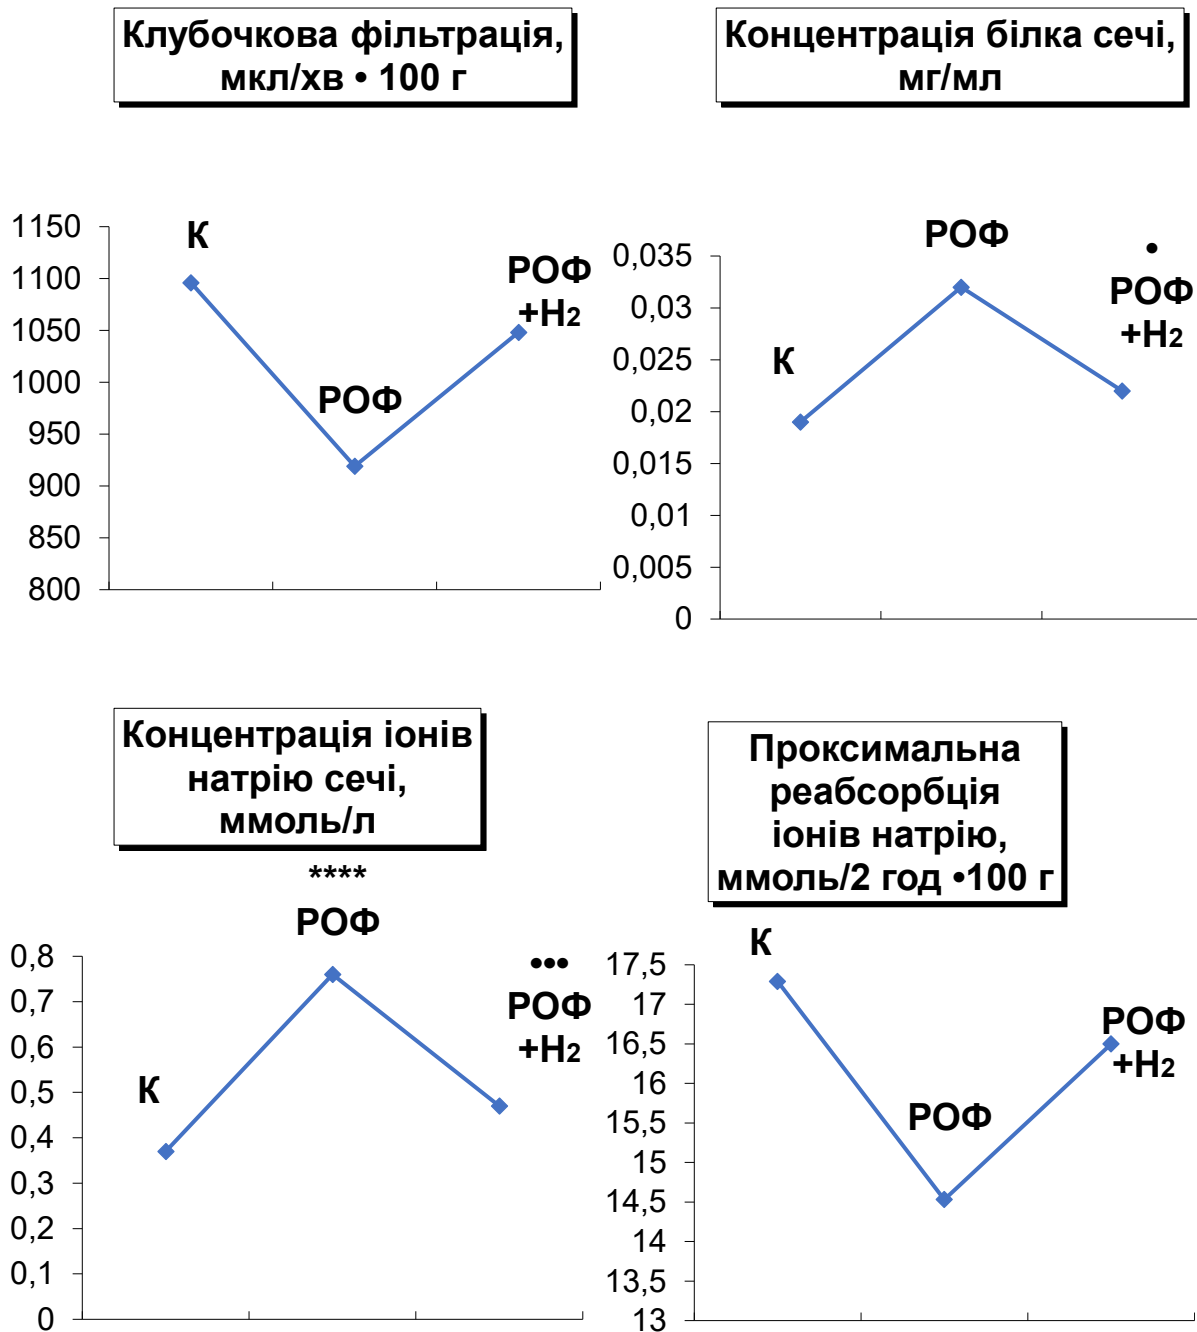 Клубочкова фільтрація,
мкл/хв • 100 г
1150
1100
1050
1000
950
900
850
800
К
РОФ
РОФ
+H2
Концентрація білка сечі,
мг/мл
0,035
0,03
0,025
0,02
0,015
0,01
0,005
0
К
РОФ
•
РОФ
+H2
Концентрація іонів
натрію сечі,
ммоль/л
****
РОФ
0,8
0,7
0,6
0,5
0,4
0,3
0,2
0,1
0
К
•••
РОФ
+H2
Проксимальна
реабсорбція
іонів натрію,
ммоль/2 год •100 г
К
17,5
17
16,5
16
15,5
15
14,5
14
13,5
13
РОФ
РОФ
+H2